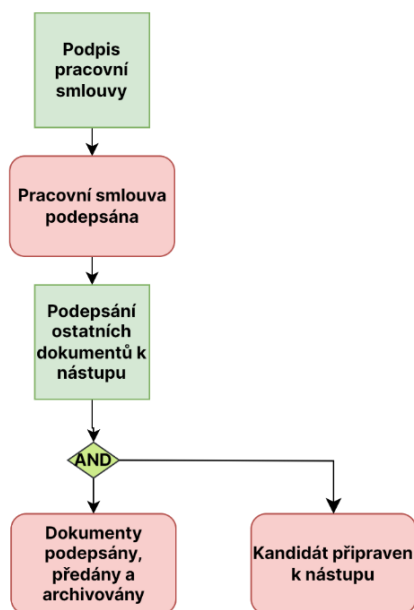 Podpis
pracovní
smlouvy
Pracovní smlouva
podepsána
Podepsání
ostatních
dokumentů k
nástupu
AND
Dokumenty
podepsány,
předány a
archivovány
Kandidát připraven
k nástupu